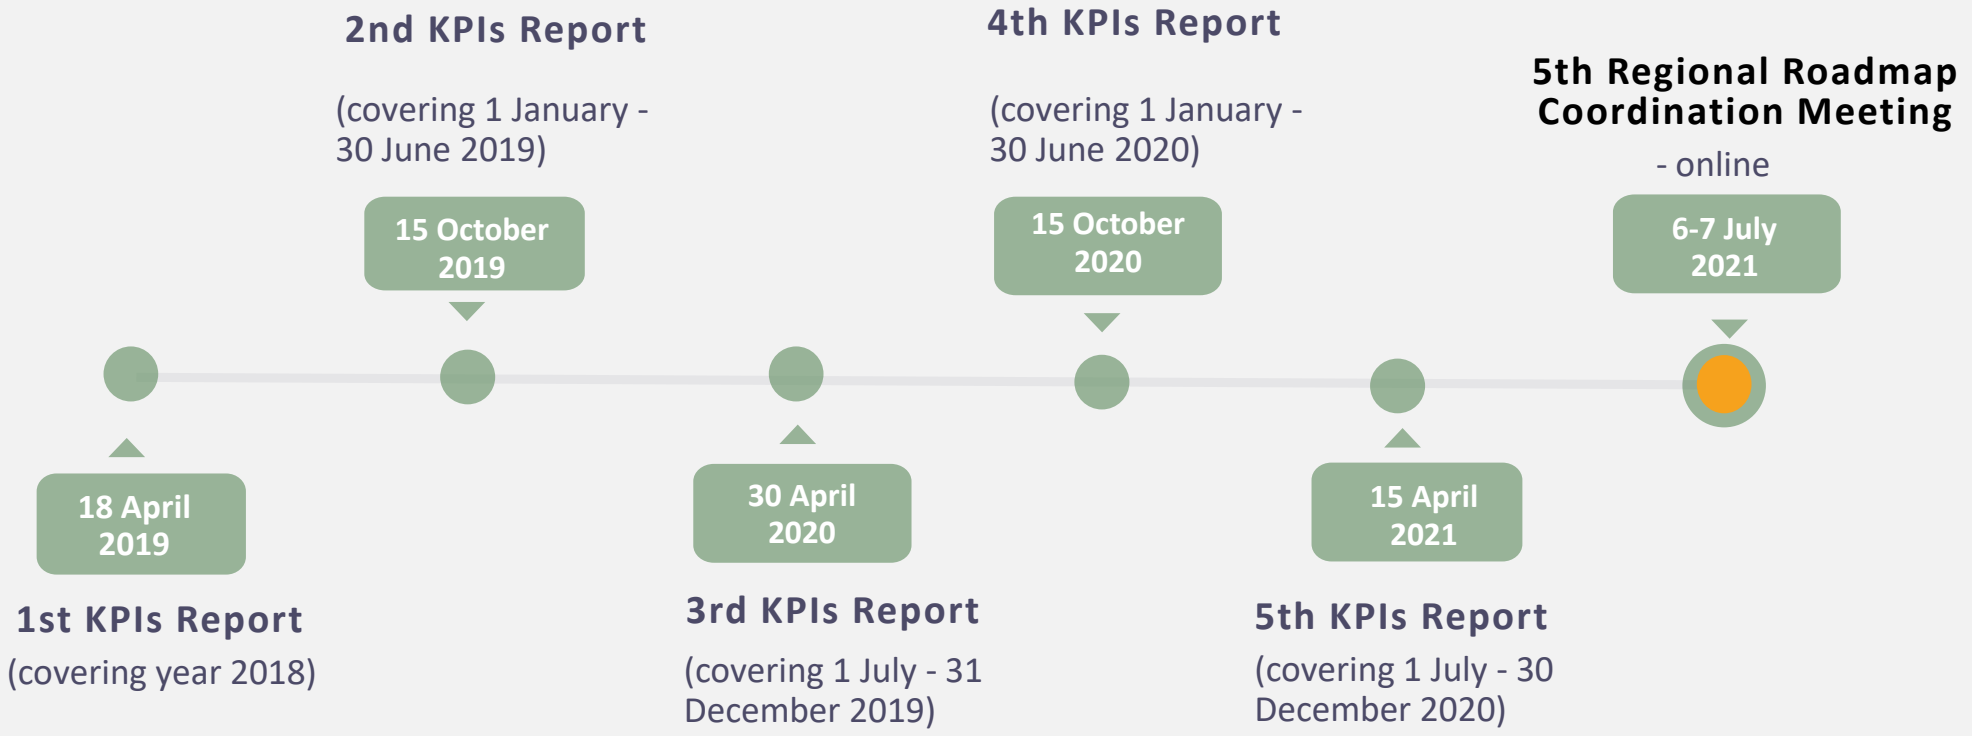 2nd KPIs Report
(covering 1 January -
30 June 2019)
15 October
2019
4th KPIs Report
(covering 1 January -
30 June 2020)
15 October
2020
5th Regional Roadmap
Coordination Meeting
- online
6-7 July
2021
18 April
2019
1st KPIs Report
(covering year 2018)
30 April
2020
3rd KPIs Report
(covering 1 July - 31
December 2019)
15 April
2021
5th KPIs Report
(covering 1 July - 30
December 2020)